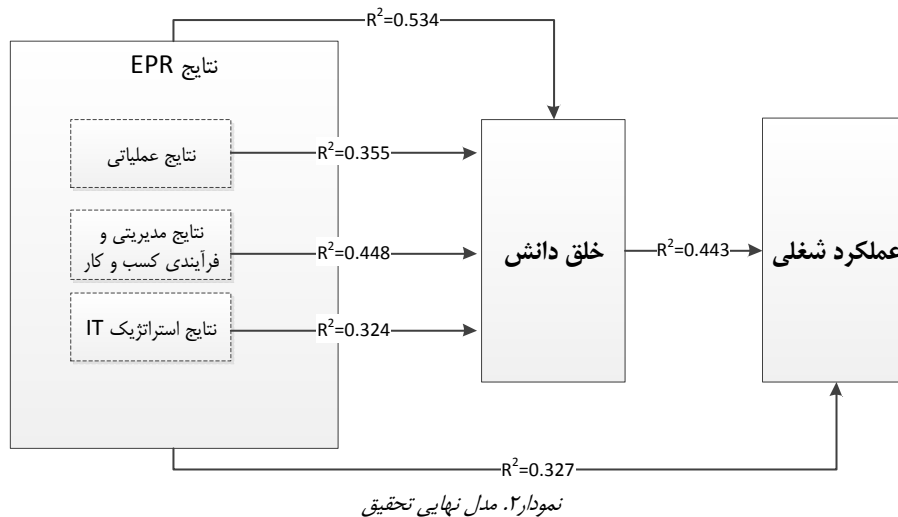 R²=0.534
نتایج EPR
نتایج عملیاتی
R²=0.355
نتایج مدیریتی و
فرآیندی کسب و کار
R²=0.448
نتایج استراتژیک IT
R²=0.324
خلق دانش
R²=0.443
عملکرد شغلی
R²=0.327
نمودار۲. مدل نهایی تحقیق